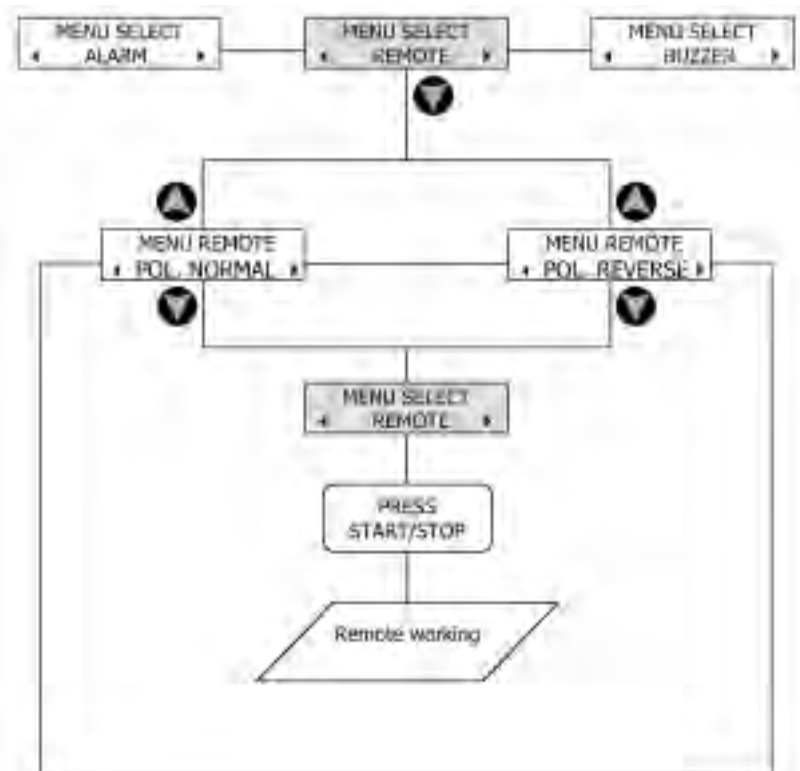 MENU SELECT
ALARM
MENU SELECT
REMOTE
MENU SELECT
BUZZER
MENU REMOTE
POL. NORMAL
MENU REMOTE
POL. REVERSE
MENU SELECT
REMOTE
PRESS
START/STOP
Remote working